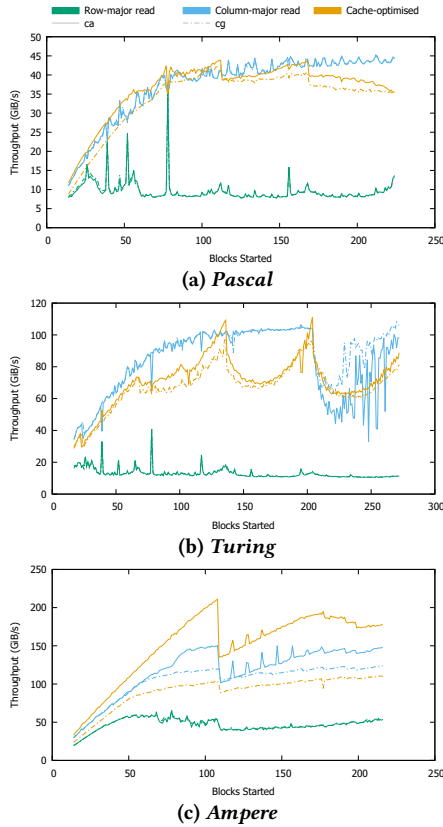 Row-major read Column-major read Cache-optimised
ca cg
50
45
40
35
30
25
20
15
10
5
0
Throughput (GiB/s)
0 50 100 150 200 250
Blocks Started
(a) Pascal
120
100
80
60
40
20
0
Throughput (GiB/s)
0 50 100 150 200 250 300
Blocks Started
(b) Turing
250
200
150
100
50
0
Throughput (GiB/s)
0 50 100 150 200 250
Blocks Started
(c) Ampere